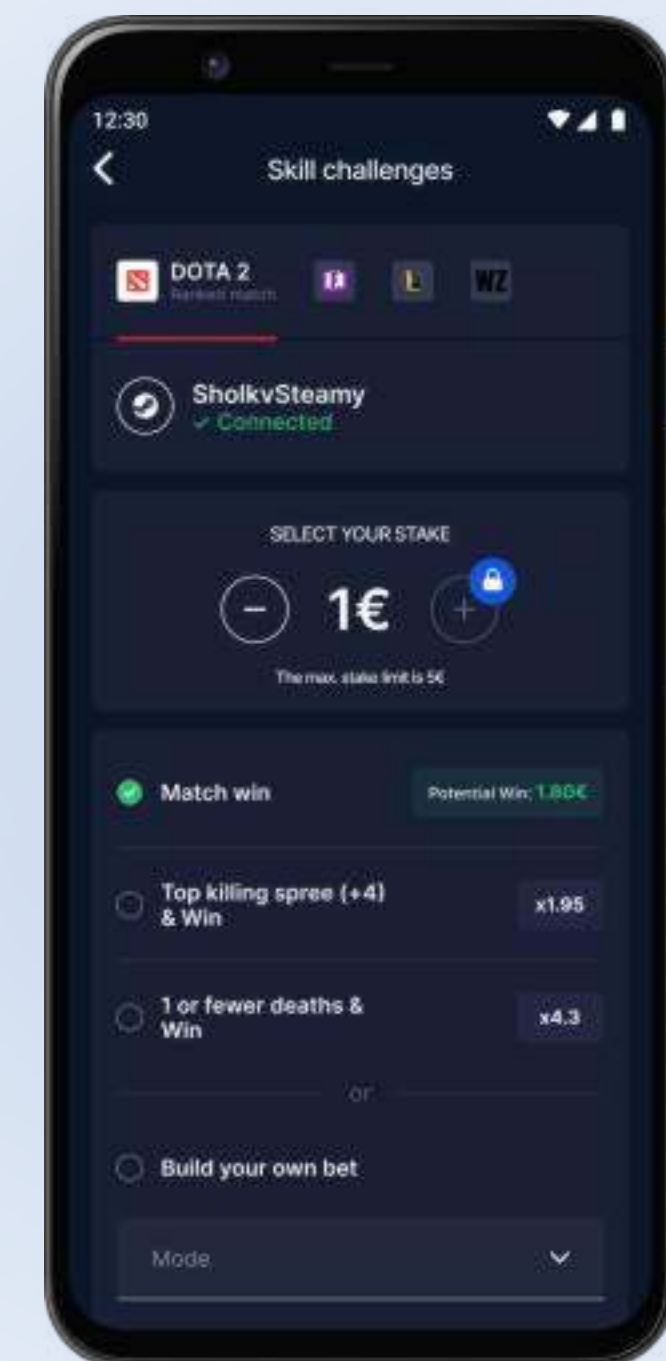 12:30
Skill challenges
DOTA 2
Ranked match
WZ
SholkvSteamy
Connected
SELECT YOUR STAKE
1€
The max. stake limit is 5€
Match win
Potential Win: 1.80€
Top killing spree (+4)
& Win
x1.95
1 or fewer deaths &
Win
x4.3
or
Build your own bet
Mode